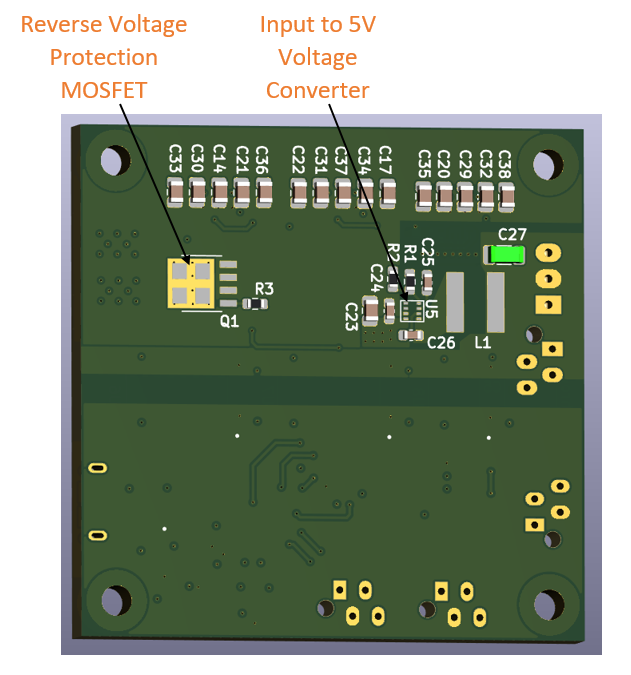 Reverse Voltage
Protection
MOSFET
Input to 5V
Voltage
Converter
C33 C30 C14 C21 C36 C22 C31 C37 C34 C17 C35 C20 C29 C32 C38
C27
R2 R1 C25
C24
C23
U5
R3
Q1
C26
L1